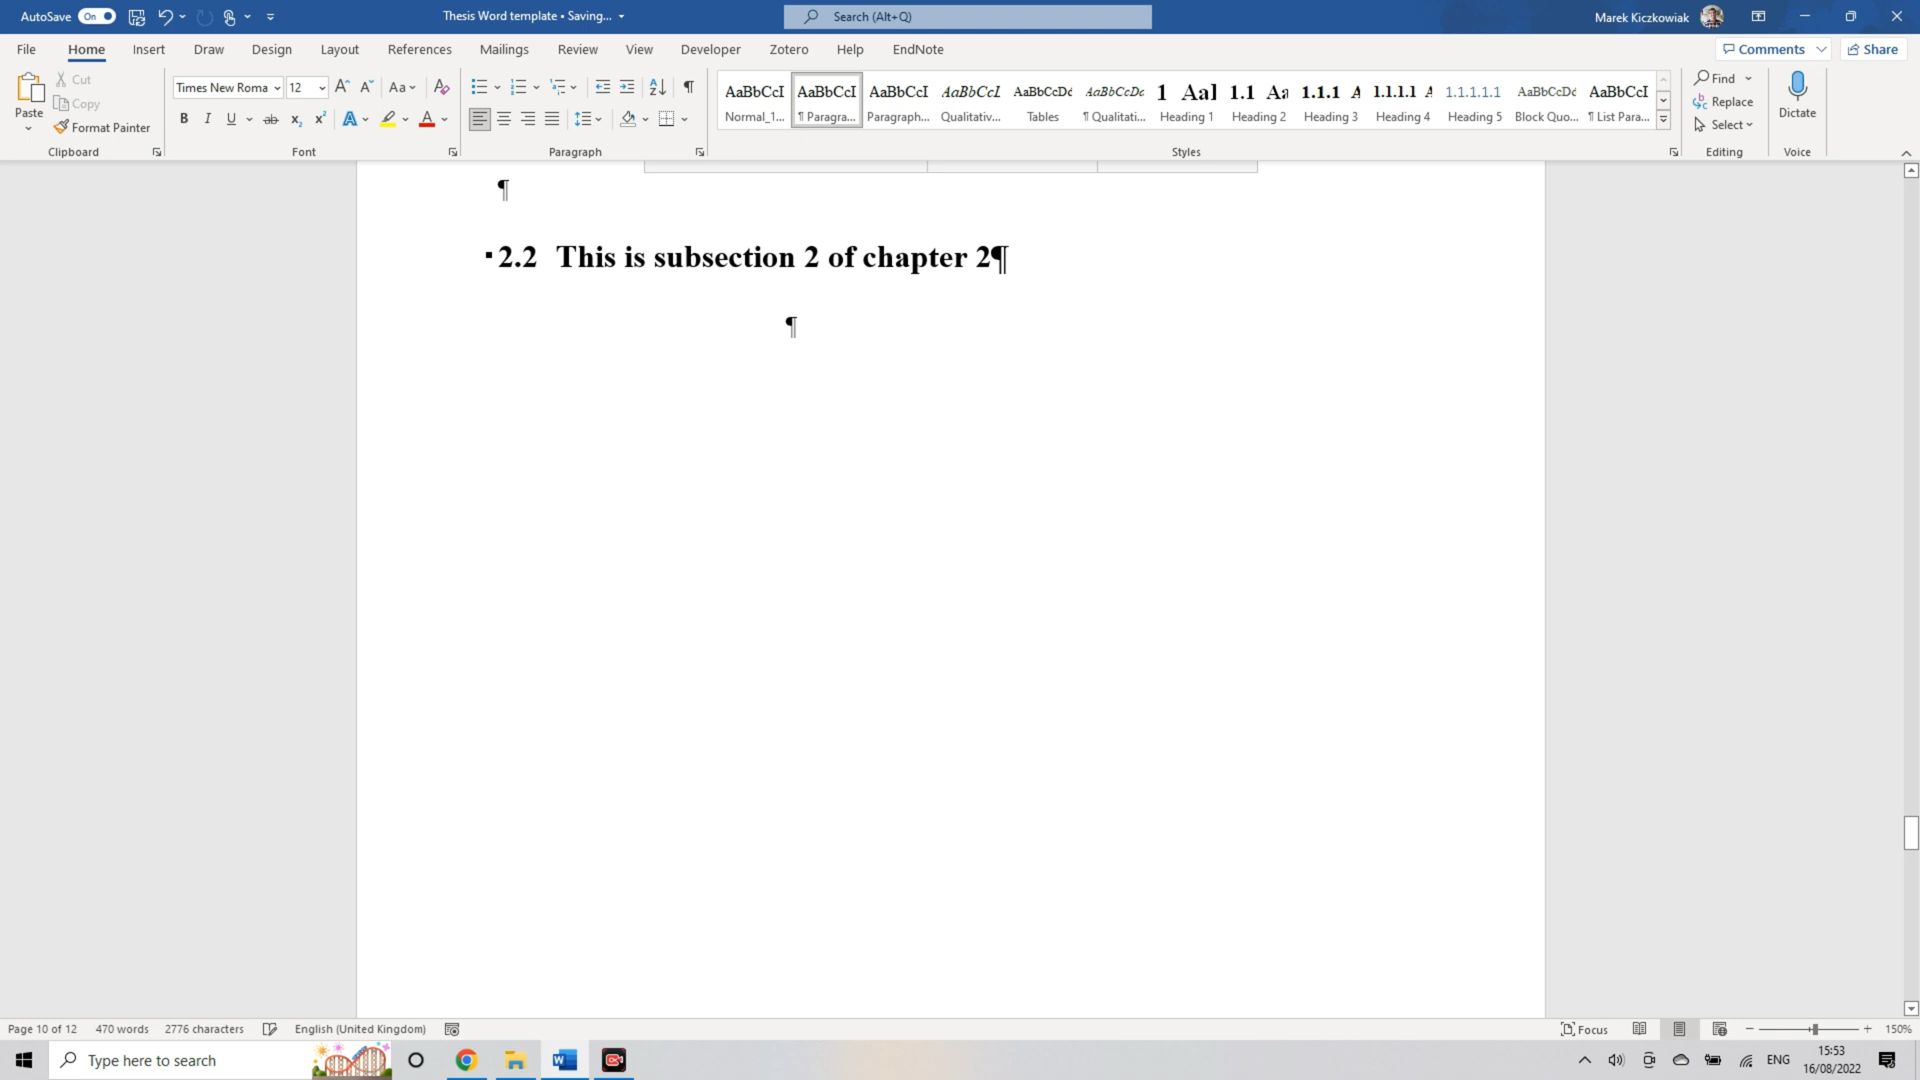 AutoSave On Thesis Word template • Saving... Search (Alt+Q) Marek Kiczkowiak
File Home Insert Draw Design Layout References Mailings Review View Developer Zotero Help EndNote Comments Share
Paste
Cut
Copy
Format Painter
Clipboard
Times New Roma 12
Font
Paragraph
AaBbCcI AaBbCcI AaBbCcI AaBbCcI AaBbCcDd AaBbCcDc 1 Aa] 1.1 Aa 1.1.1 A 1.1.1.1 A 1.1.1.1.1 AaBbCcDd AaBbCcI
Normal_1... ¶ Paragra... Paragraph... Qualitativ... Tables ¶ Qualitati... Heading 1 Heading 2 Heading 3 Heading 4 Heading 5 Block Quo... ¶ List Para...
Styles
Find
Replace
Select
Editing
Dictate
Voice
¶
2.2 This is subsection 2 of chapter 2¶
¶
Page 10 of 12 470 words 2776 characters English (United Kingdom) Focus 150%
Type here to search
ENG
15:53
16/08/2022